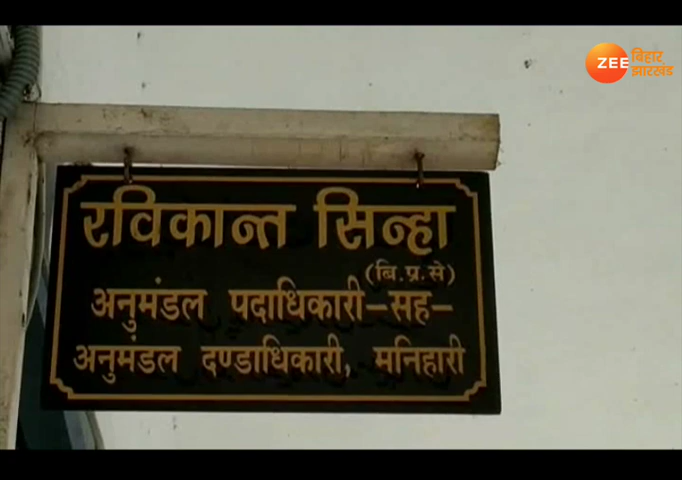 ZEE बिहार
झारखंड
रविकान्त सिन्हा
(बि.प्र.से)
अनुमंडल पदाधिकारी-सह-
अनुमंडल दण्डाधिकारी, मनिहारी